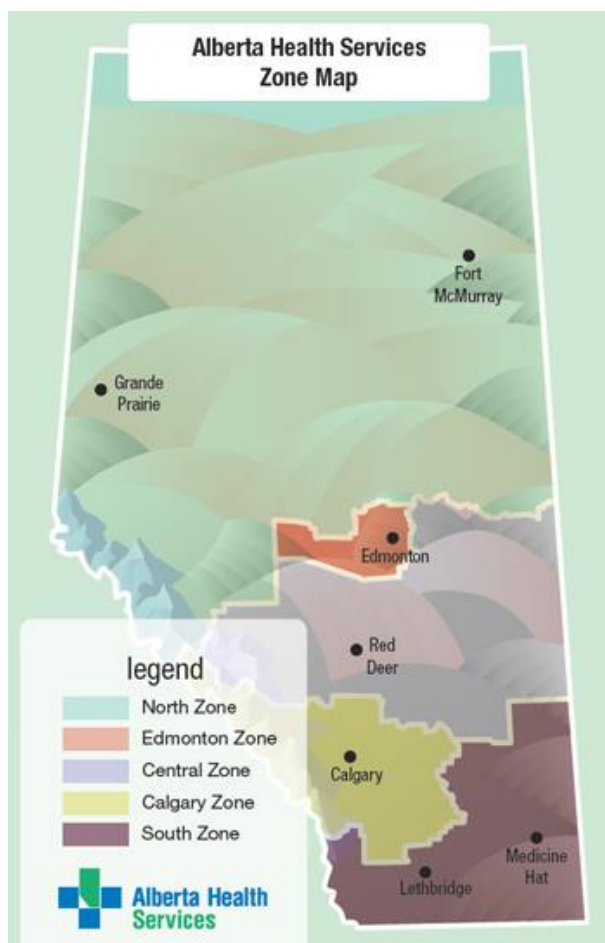 Alberta Health Services
Zone Map
Fort
McMurray
Grande
Prairie
Edmonton
Red
Deer
Calgary
Medicine
Hat
Lethbridge
legend
North Zone
Edmonton Zone
Central Zone
Calgary Zone
South Zone
Alberta Health
Services